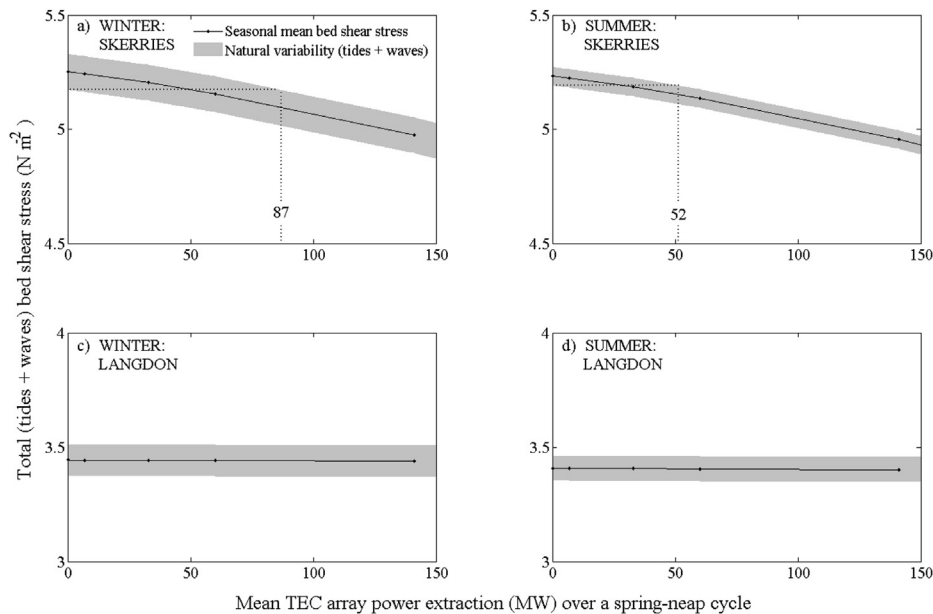 a) WINTER:
SKERRIES
Seasonal mean bed shear stress
Natural variability (tides + waves)
5.5
5
4.5
87
0
50
100
150
b) SUMMER:
SKERRIES
5.5
5
4.5
52
0
50
100
150
c) WINTER:
LANGDON
4
3.5
3
0
50
100
150
d) SUMMER:
LANGDON
4
3.5
3
0
50
100
150
Total (tides + waves) bed shear stress (N m⁻²)
Mean TEC array power extraction (MW) over a spring-neap cycle